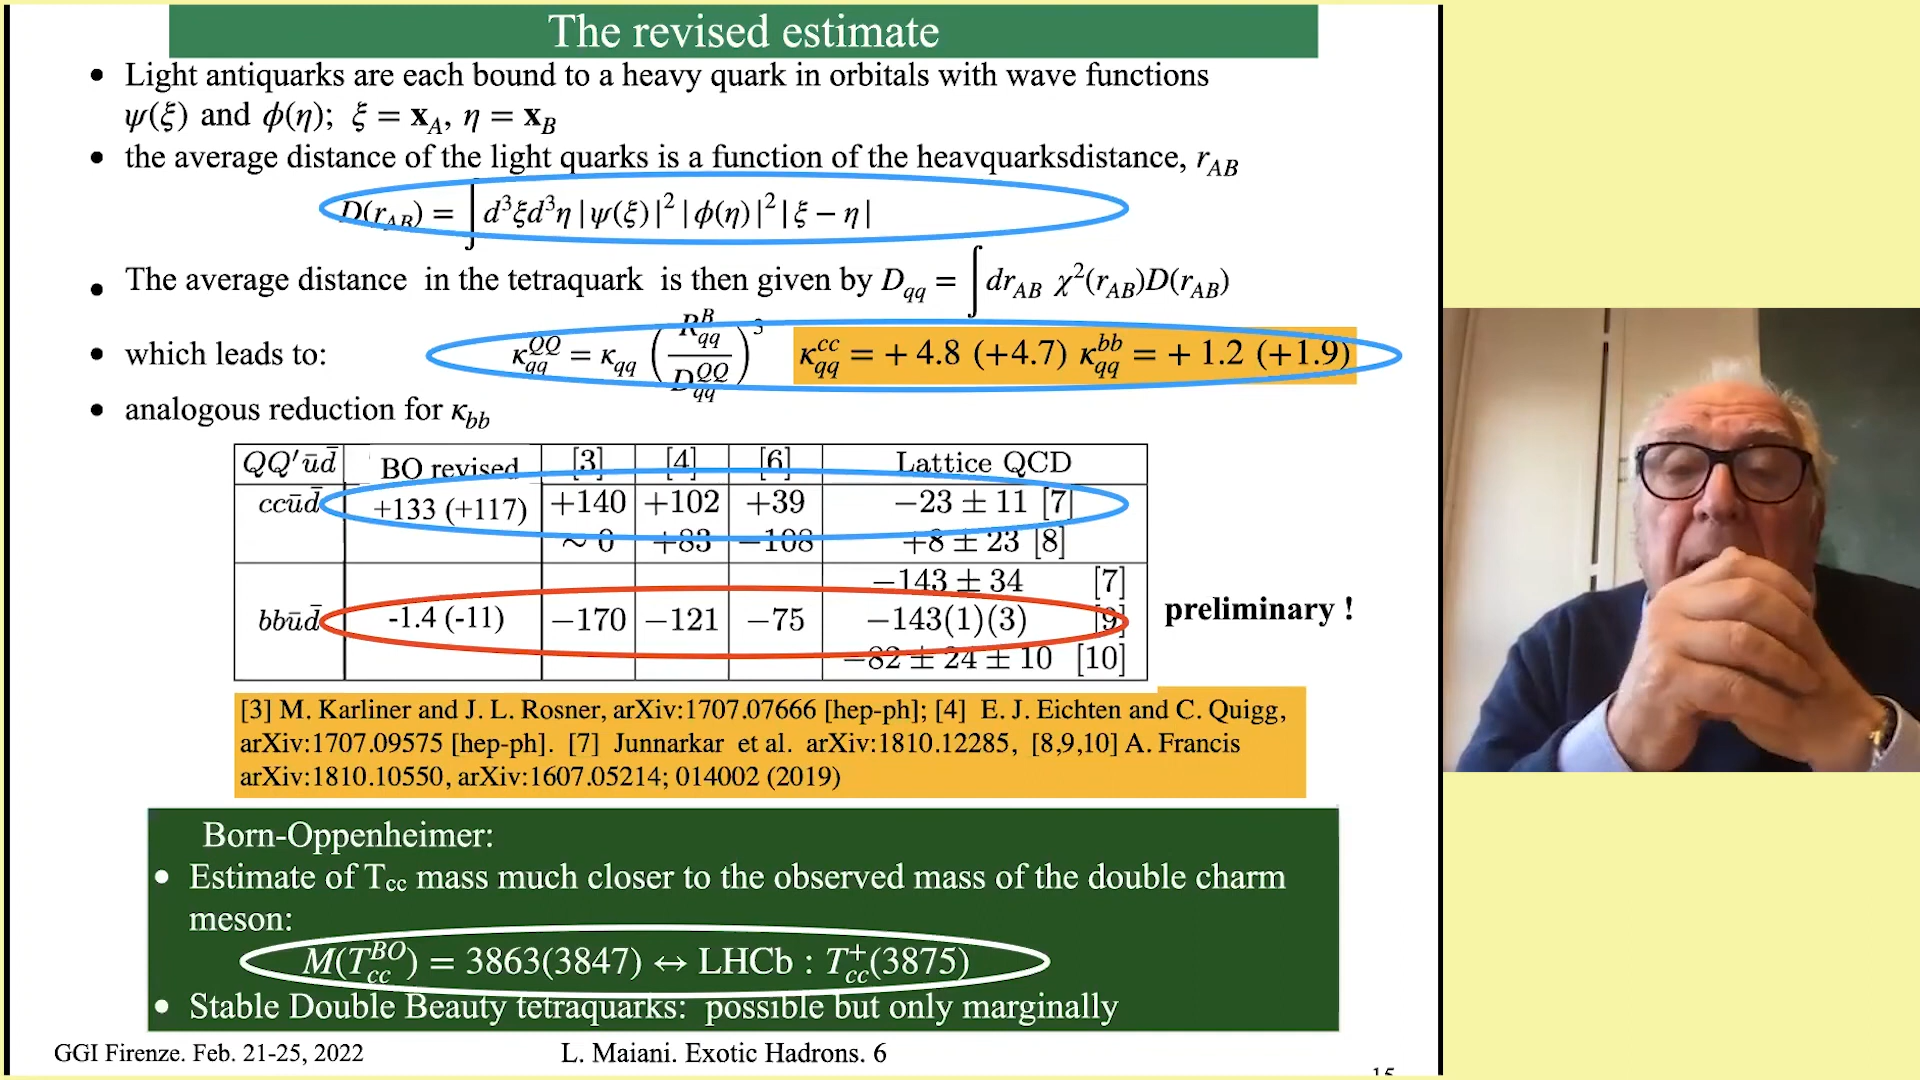 The revised estimate
• Light antiquarks are each bound to a heavy quark in orbitals with wave functions
ψ(ξ) and ϕ(η); ξ = x_A, η = x_B
• the average distance of the light quarks is a function of the heavquarksdistance, r_AB
D(r_AB) = ∫ d³ξd³η |ψ(ξ)|² |ϕ(η)|² |ξ − η|
• The average distance in the tetraquark is then given by D_qq = ∫ dr_AB χ²(r_AB)D(r_AB)
• which leads to: κ_qq^QQ = κ_qq (R_qq^B / D_qq^QQ)³ κ_qq^cc = + 4.8 (+4.7) κ_qq^bb = + 1.2 (+1.9)
• analogous reduction for κ_bb
QQ′ūd̄ BO revised [3] [4] [6] Lattice QCD
ccūd̄ +133 (+117) +140 +102 +39 −23 ± 11 [7]
∼ 0 +83 −108 +8 ± 23 [8]
−143 ± 34 [7]
bbūd̄ -1.4 (-11) −170 −121 −75 −143(1)(3) [9]
−82 ± 24 ± 10 [10]
preliminary !
[3] M. Karliner and J. L. Rosner, arXiv:1707.07666 [hep-ph]; [4] E. J. Eichten and C. Quigg,
arXiv:1707.09575 [hep-ph]. [7] Junnarkar et al. arXiv:1810.12285, [8,9,10] A. Francis
arXiv:1810.10550, arXiv:1607.05214; 014002 (2019)
Born-Oppenheimer:
• Estimate of Tcc mass much closer to the observed mass of the double charm
meson:
M(T_cc^BO) = 3863(3847) ↔ LHCb : T_cc^+(3875)
• Stable Double Beauty tetraquarks: possible but only marginally
GGI Firenze. Feb. 21-25, 2022 L. Maiani. Exotic Hadrons. 6
15